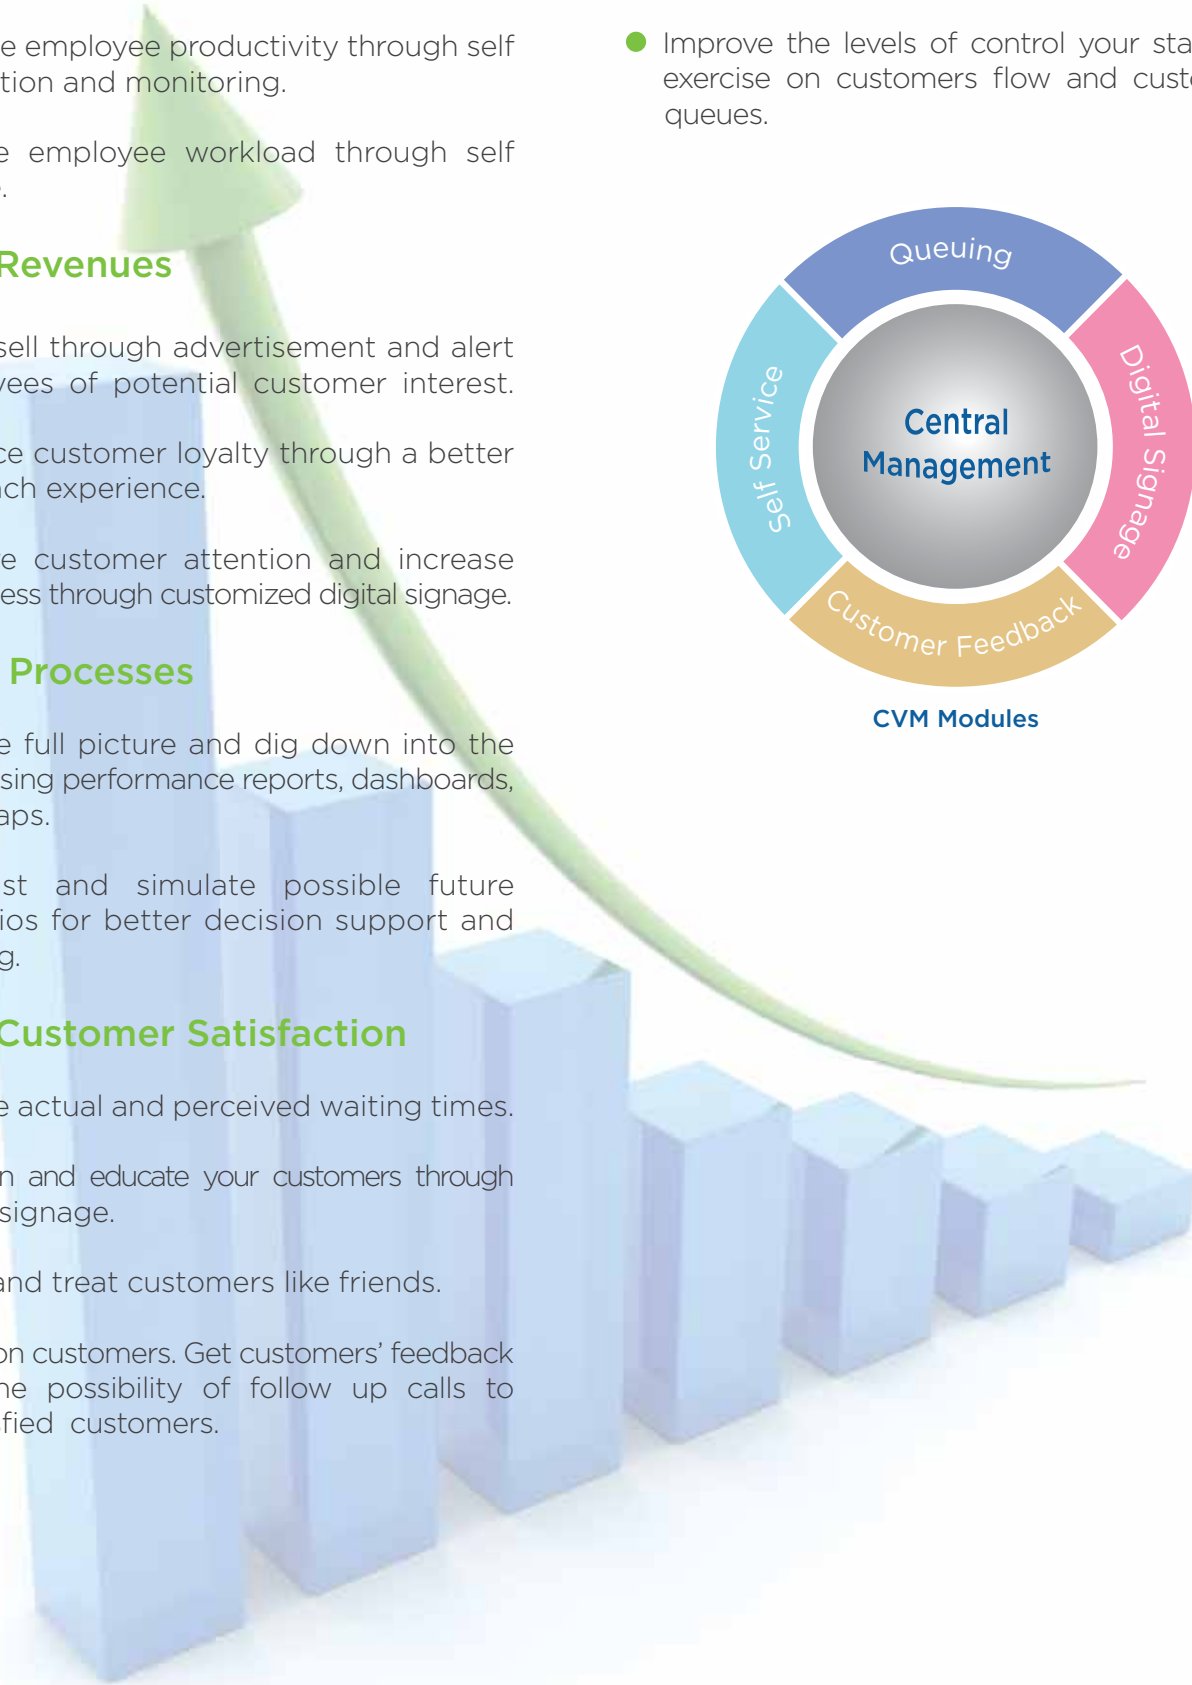 e employee productivity through self
tion and monitoring.
e employee workload through self
.
Revenues
sell through advertisement and alert
yees of potential customer interest.
ce customer loyalty through a better
ach experience.
re customer attention and increase
ess through customized digital signage.
Processes
e full picture and dig down into the
sing performance reports, dashboards,
aps.
st and simulate possible future
ios for better decision support and
g.
Customer Satisfaction
e actual and perceived waiting times.
n and educate your customers through
signage.
and treat customers like friends.
on customers. Get customers’ feedback
he possibility of follow up calls to
sfied customers.
Improve the levels of control your sta
exercise on customers flow and custo
queues.
Queuing
Digital Signage
Customer Feedback
Self Service
Central
Management
CVM Modules